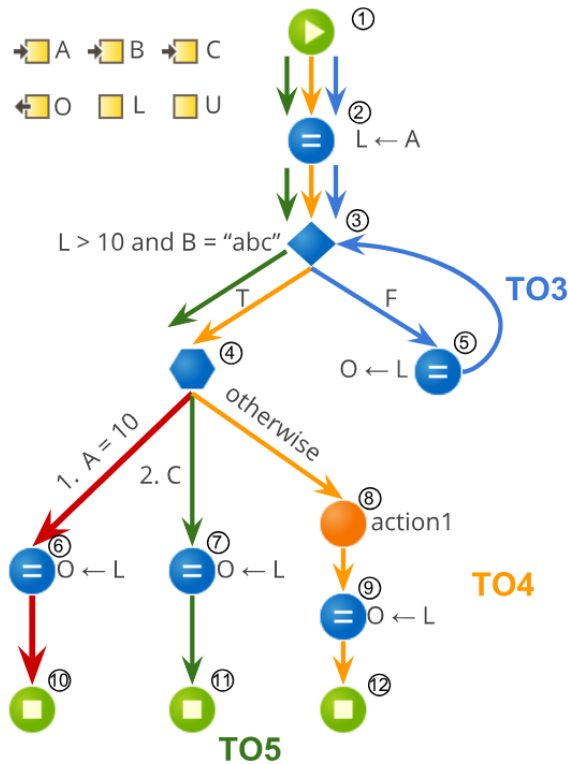 ①
A B C
②
O L U
L ← A
③
L > 10 and B = “abc”
TO3
T
F
④
⑤
O ← L
otherwise
1. A = 10
2. C
⑧
action1
⑥
O ← L
⑦
O ← L
⑨
O ← L
TO4
⑩
⑪
⑫
TO5